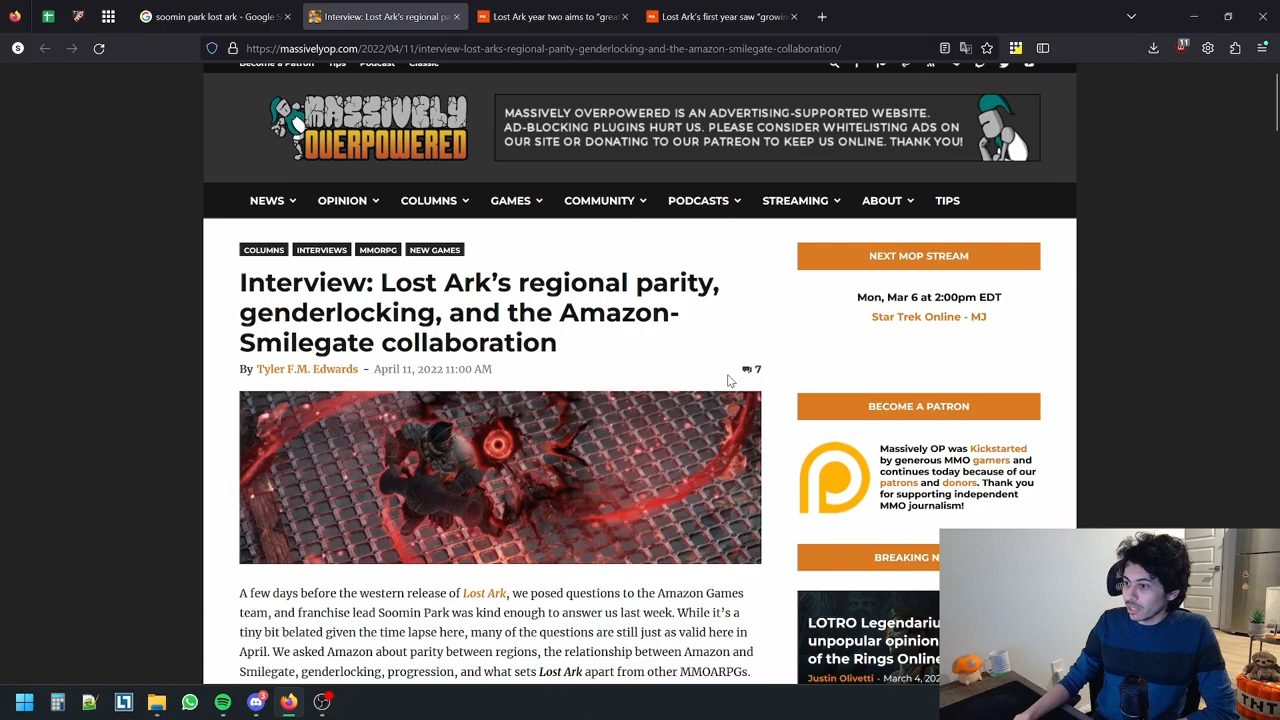 soomin park lost ark - Google S
Interview: Lost Ark's regional pa
Lost Ark year two aims to "grea
Lost Ark's first year saw "growin
S
https://massivelyop.com/2022/04/11/interview-lost-arks-regional-parity-genderlocking-and-the-amazon-smilegate-collaboration/
11
Become a Patron Tips Podcast Classic
MASSIVELY
OVERPOWERED
MASSIVELY OVERPOWERED IS AN ADVERTISING-SUPPORTED WEBSITE.
AD-BLOCKING PLUGINS HURT US. PLEASE CONSIDER WHITELISTING ADS ON
OUR SITE OR DONATING TO OUR PATREON TO KEEP US ONLINE. THANK YOU!
NEWS OPINION COLUMNS GAMES COMMUNITY PODCASTS STREAMING ABOUT TIPS
COLUMNS INTERVIEWS MMORPG NEW GAMES
Interview: Lost Ark's regional parity,
genderlocking, and the Amazon-
Smilegate collaboration
By Tyler F.M. Edwards - April 11, 2022 11:00 AM
7
A few days before the western release of Lost Ark, we posed questions to the Amazon Games
team, and franchise lead Soomin Park was kind enough to answer us last week. While it's a
tiny bit belated given the time lapse here, many of the questions are still just as valid here in
April. We asked Amazon about parity between regions, the relationship between Amazon and
Smilegate, genderlocking, progression, and what sets Lost Ark apart from other MMOARPGs.
NEXT MOP STREAM
Mon, Mar 6 at 2:00pm EDT
Star Trek Online - MJ
BECOME A PATRON
Massively OP was Kickstarted
by generous MMO gamers and
continues today because of our
patrons and donors. Thank you
for supporting independent
MMO journalism!
BREAKING N
LOTRO Legendariu
unpopular opinion
of the Rings Online
Justin Olivetti - March 4, 202
3
TNT